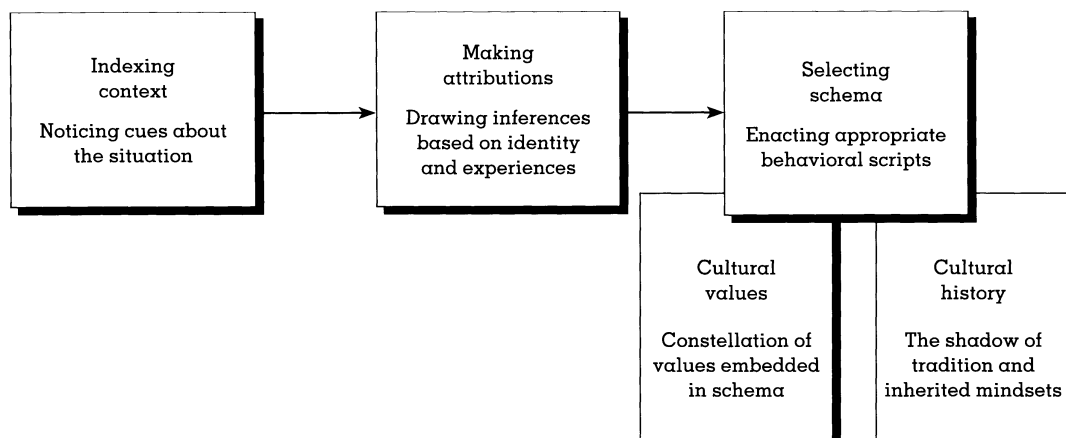 Indexing
context
Noticing cues about
the situation
Making
attributions
Drawing inferences
based on identity
and experiences
Selecting
schema
Enacting appropriate
behavioral scripts
Cultural
values
Constellation of
values embedded
in schema
Cultural
history
The shadow of
tradition and
inherited mindsets